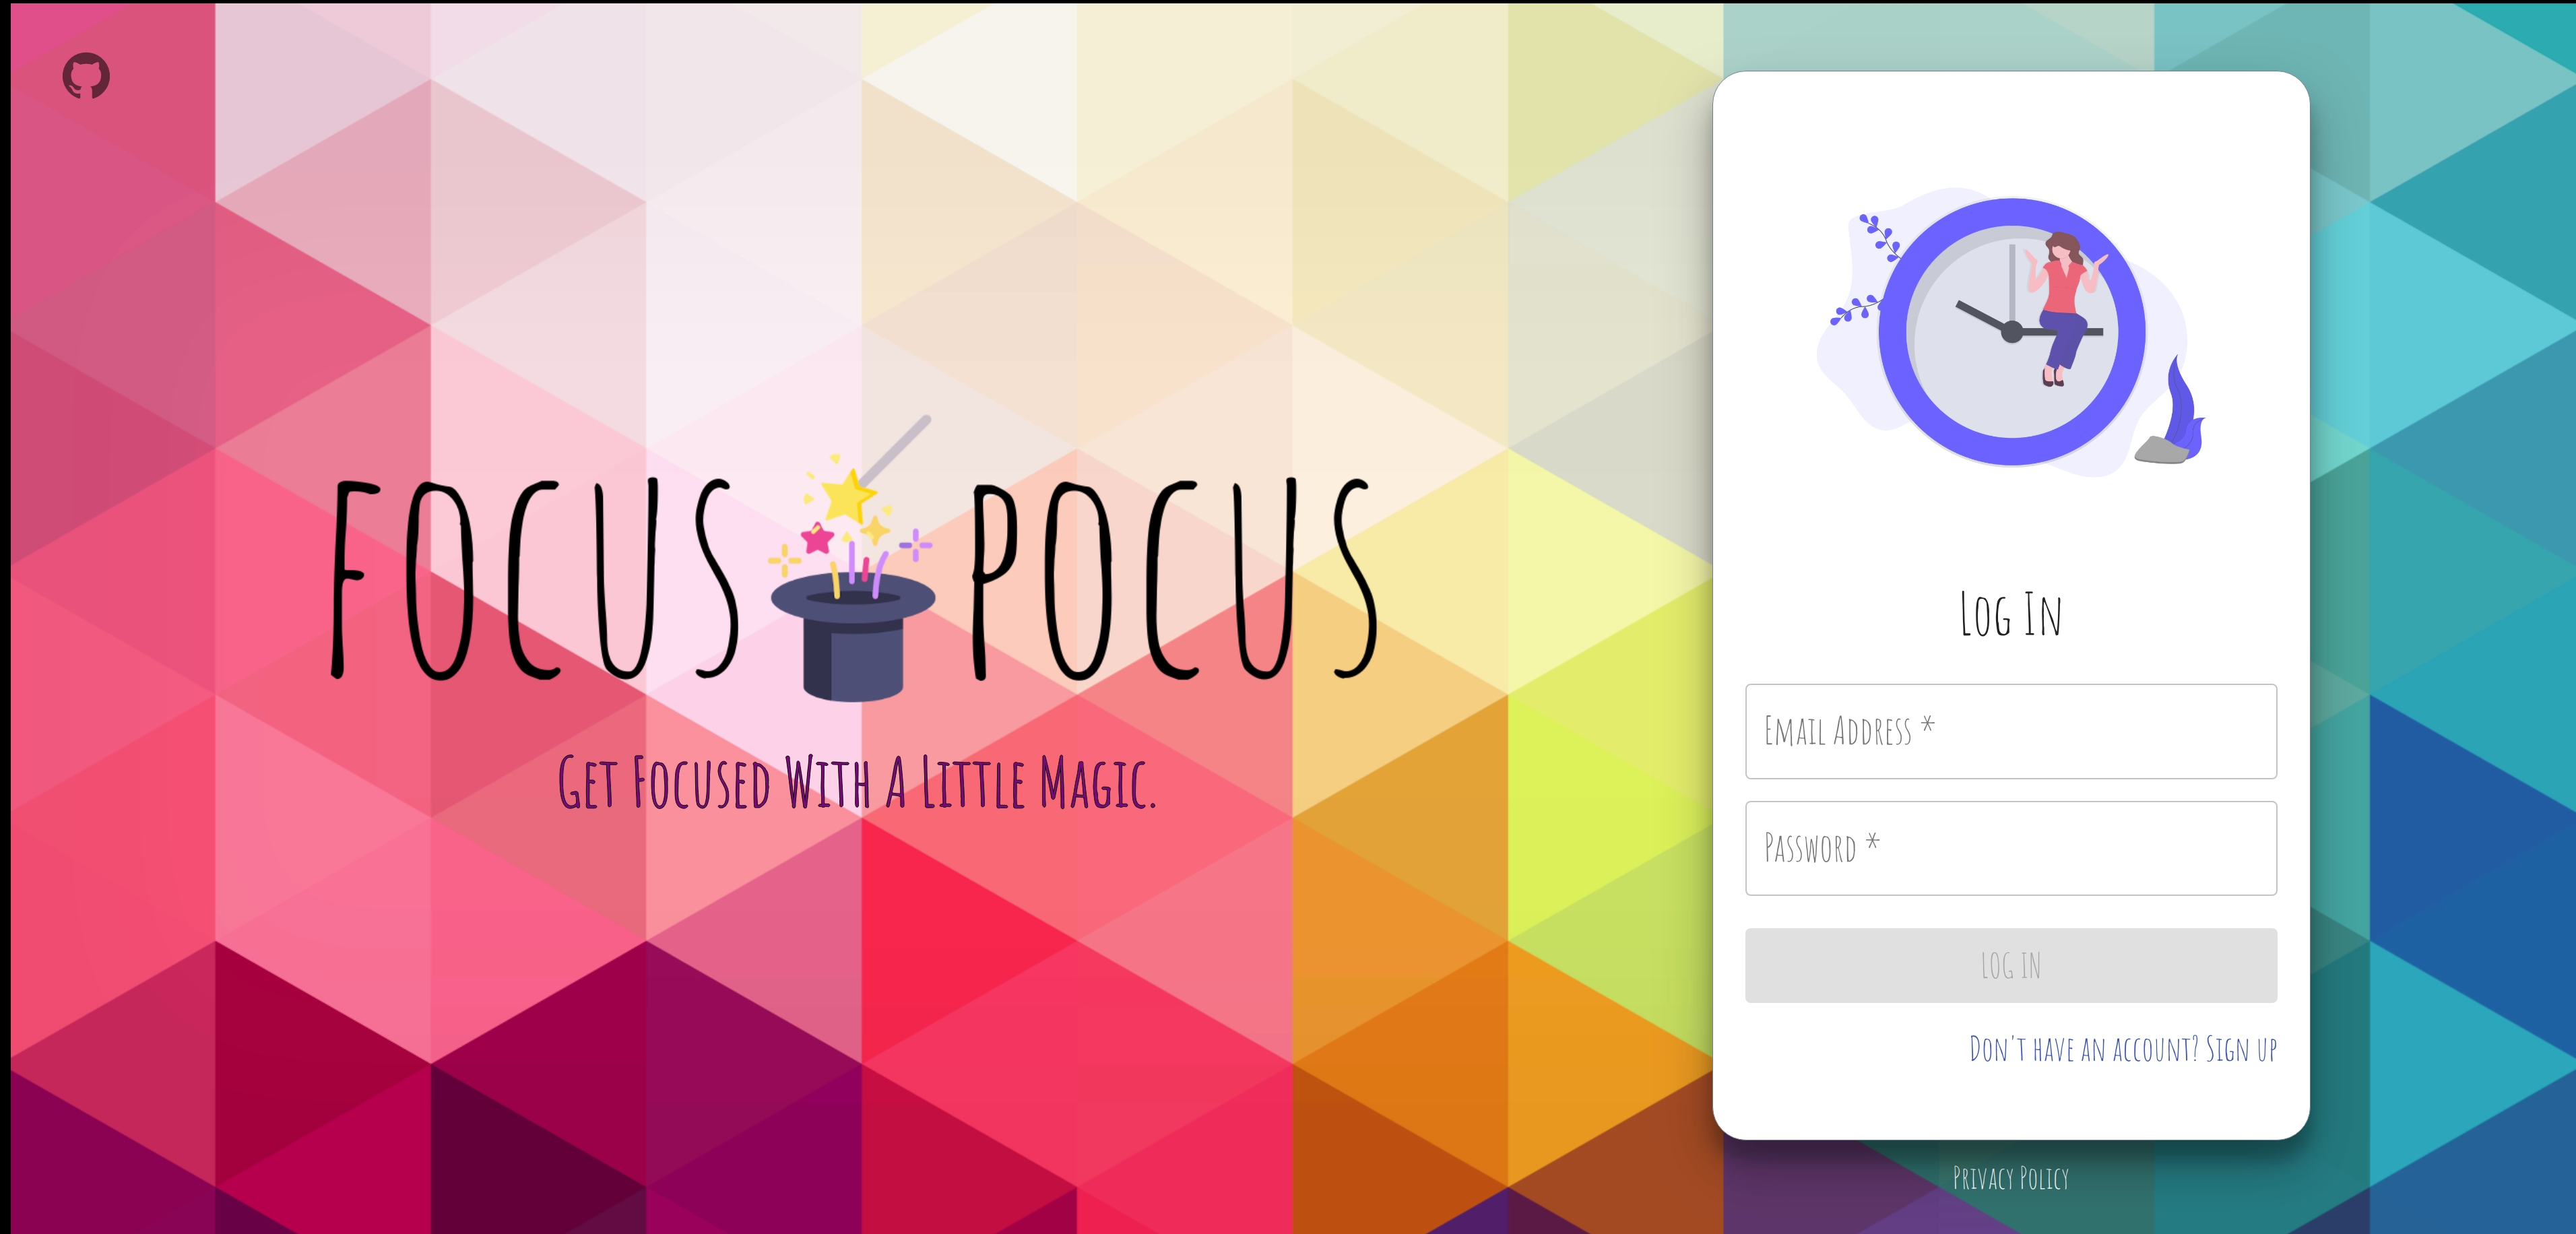 FOCUS POCUS
Get Focused With A Little Magic.
Log In
Email Address *
Password *
LOG IN
Don't have an account? Sign up
Privacy Policy